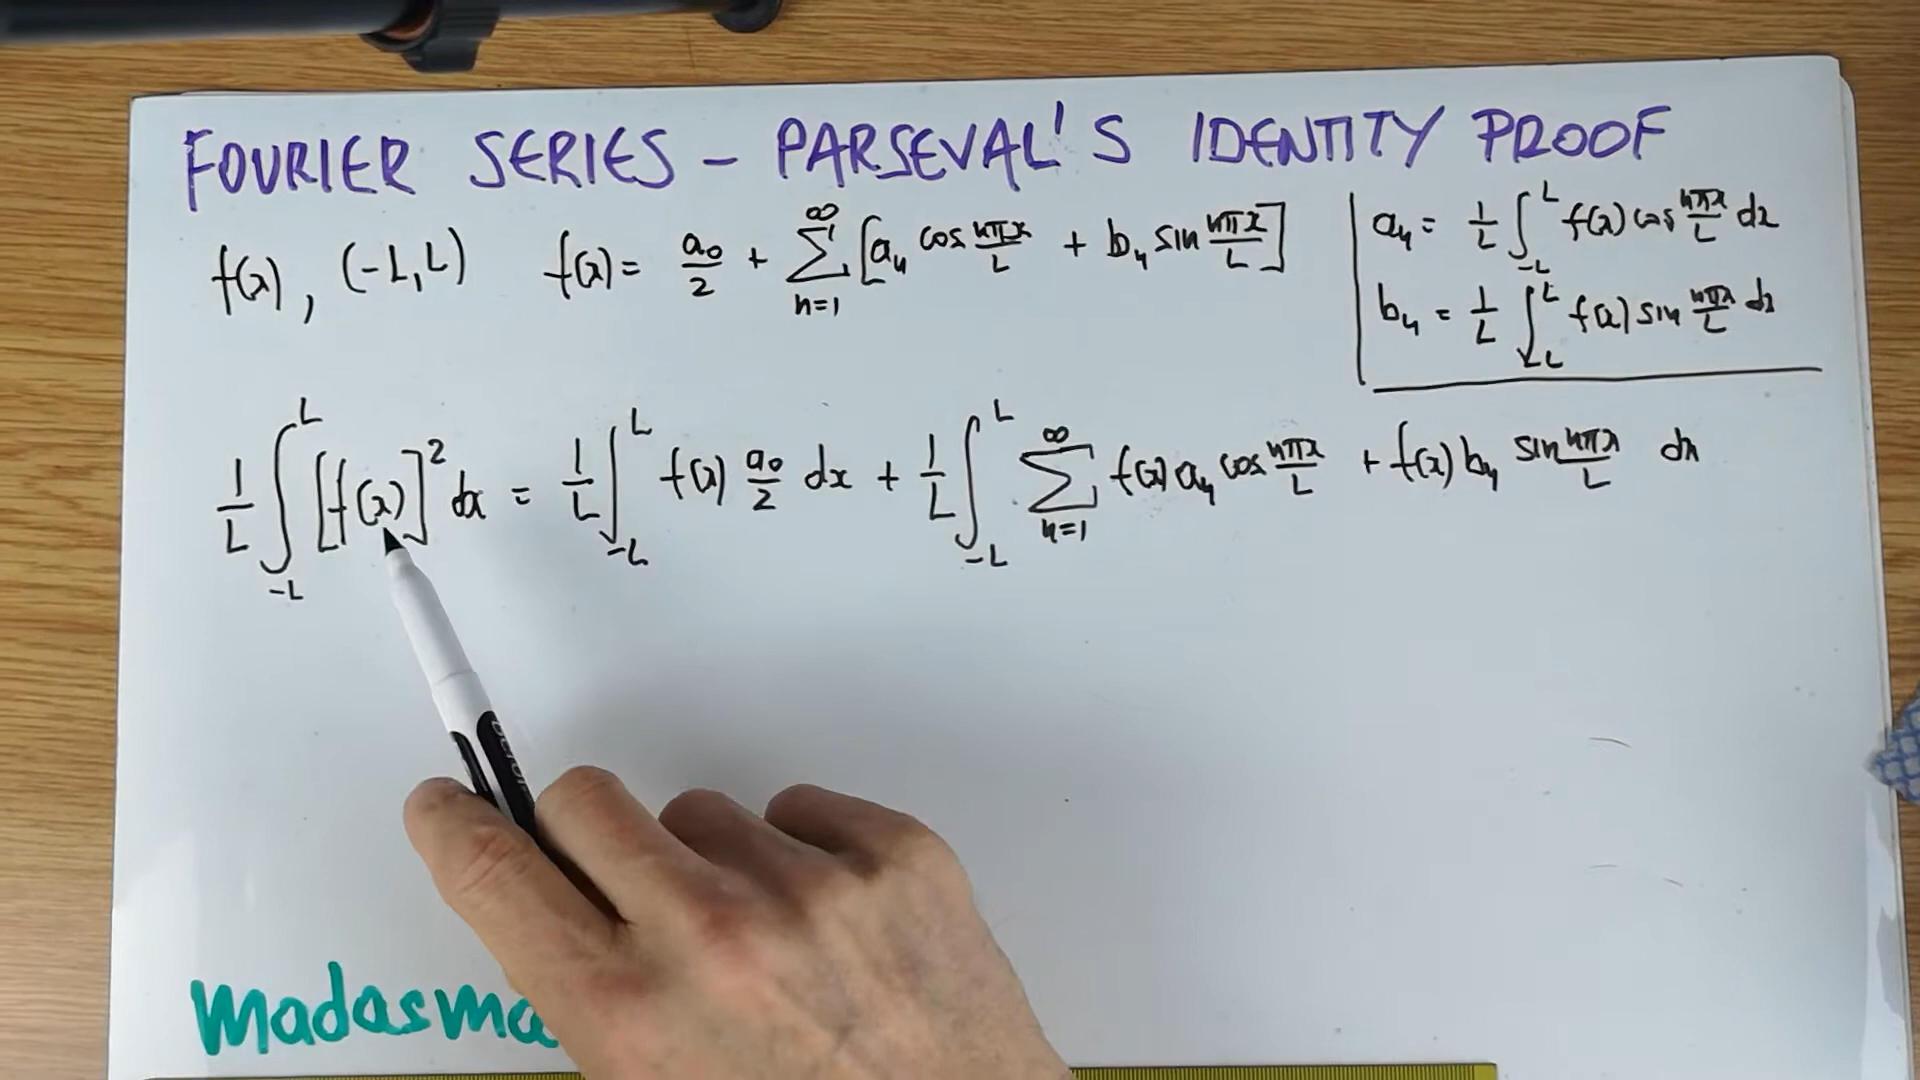 FOURIER SERIES – PARSEVAL'S IDENTITY PROOF
f(x), (-L,L) f(x) = a₀/2 + ∑_{n=1}^{∞} [aₙ cos nπx/L + bₙ sin nπx/L]
aₙ = 1/L ∫_{-L}^{L} f(x) cos nπx/L dx
bₙ = 1/L ∫_{-L}^{L} f(x) sin nπx/L dx
1/L ∫_{-L}^{L} [f(x)]² dx = 1/L ∫_{-L}^{L} f(x) a₀/2 dx + 1/L ∫_{-L}^{L} ∑_{n=1}^{∞} f(x) aₙ cos nπx/L + f(x) bₙ sin nπx/L dx
madasma